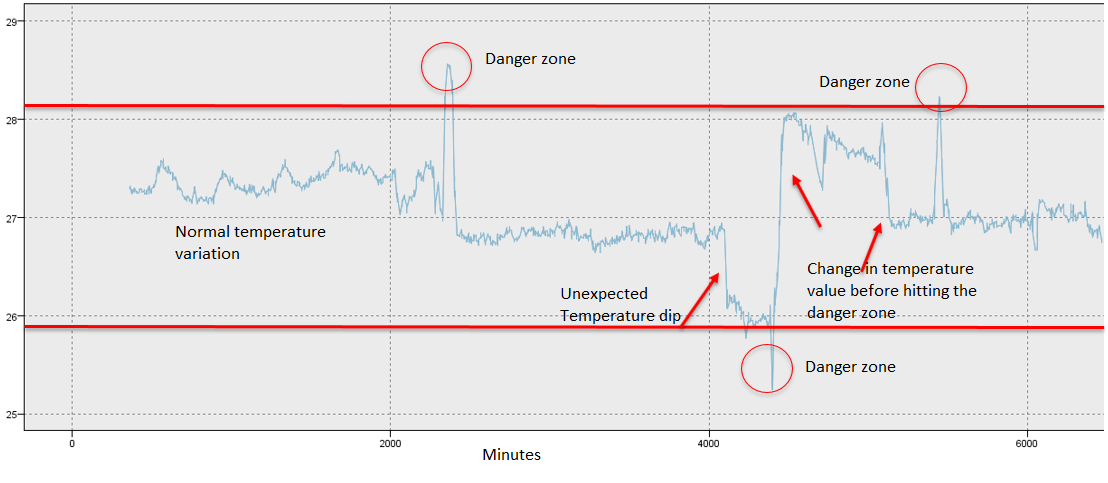 29
Danger zone
Danger zone
28
27
Normal temperature
variation
Change in temperature
value before hitting the
danger zone
Unexpected
Temperature dip
26
Danger zone
25
0
2000
4000
6000
Minutes